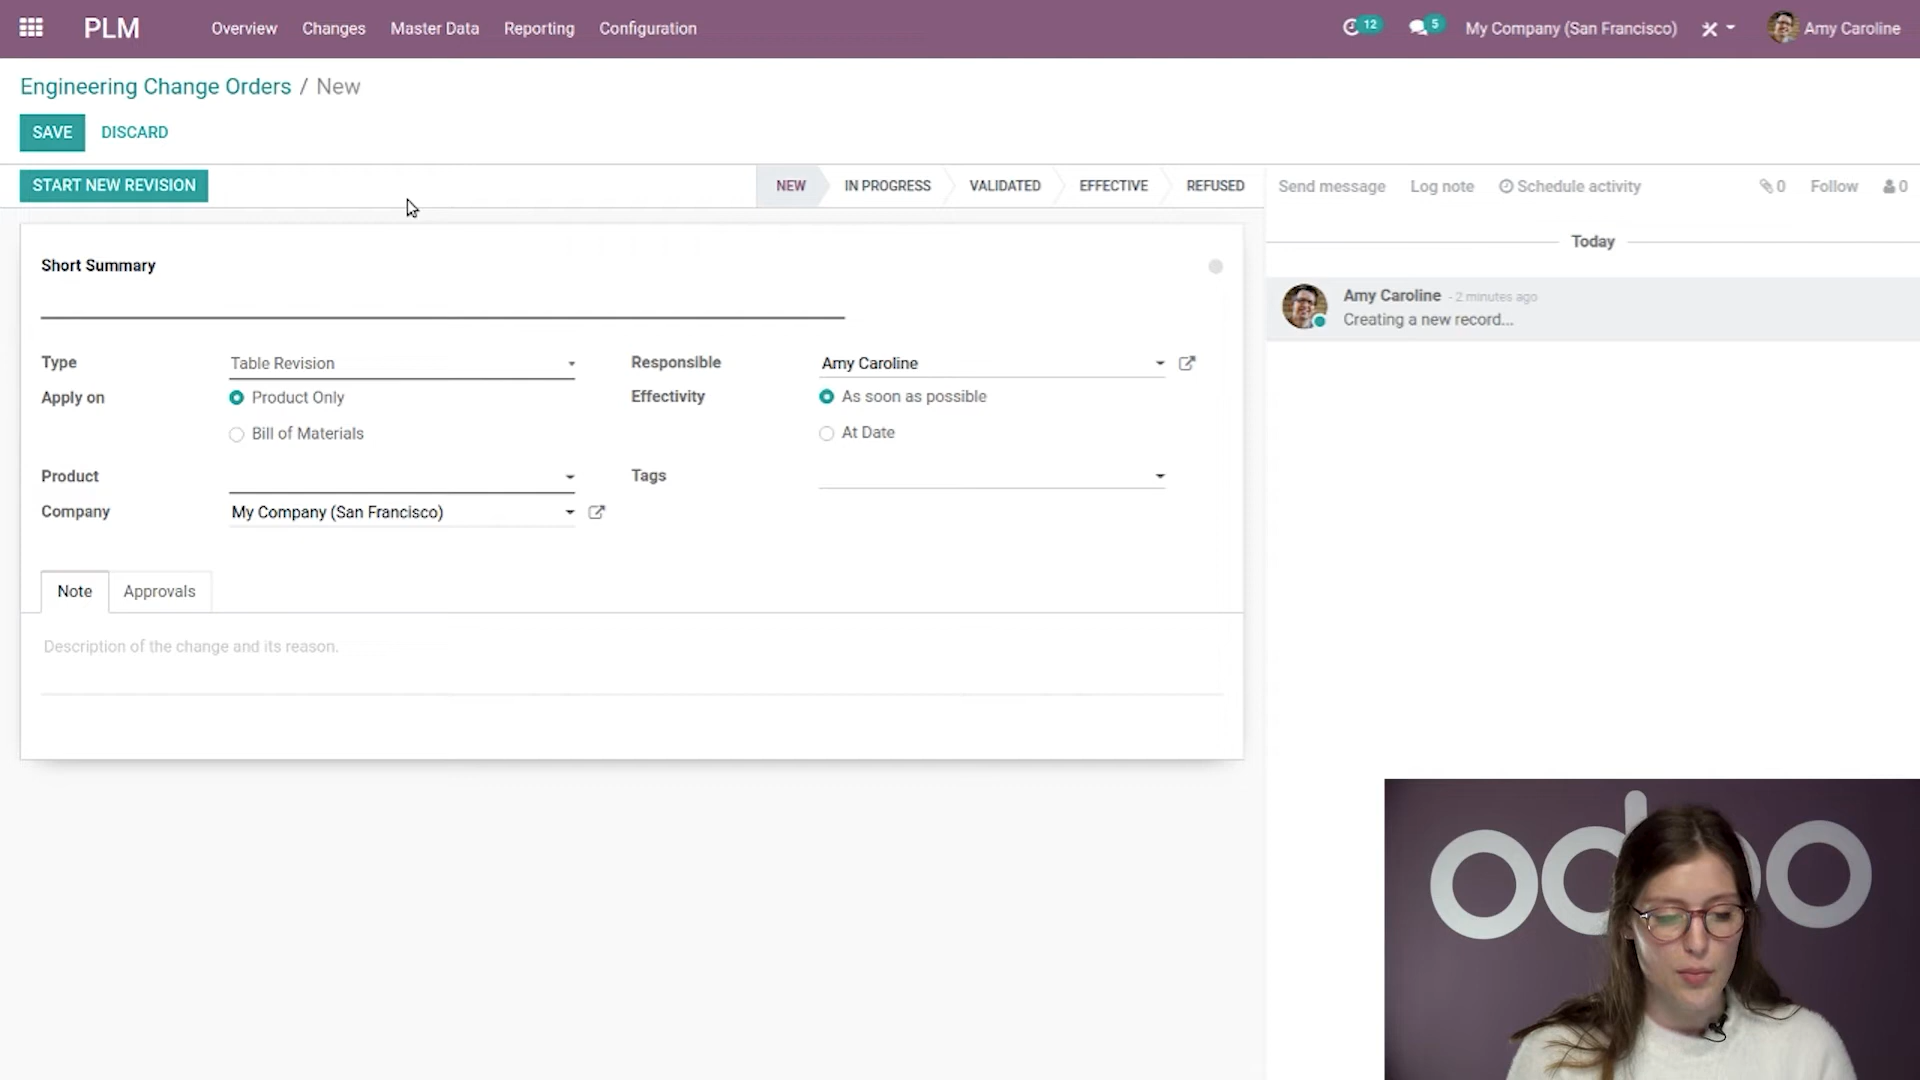 PLM
Overview
Changes
Master Data
Reporting
Configuration
12
5
My Company (San Francisco)
Amy Caroline
Engineering Change Orders / New
SAVE
DISCARD
START NEW REVISION
NEW
IN PROGRESS
VALIDATED
EFFECTIVE
REFUSED
Send message
Log note
Schedule activity
0
Follow
0
Short Summary
Today
Amy Caroline - 2 minutes ago
Creating a new record...
Type
Table Revision
Responsible
Amy Caroline
Apply on
Product Only
Effectivity
As soon as possible
Bill of Materials
At Date
Product
Tags
Company
My Company (San Francisco)
Note
Approvals
Description of the change and its reason.
odoo